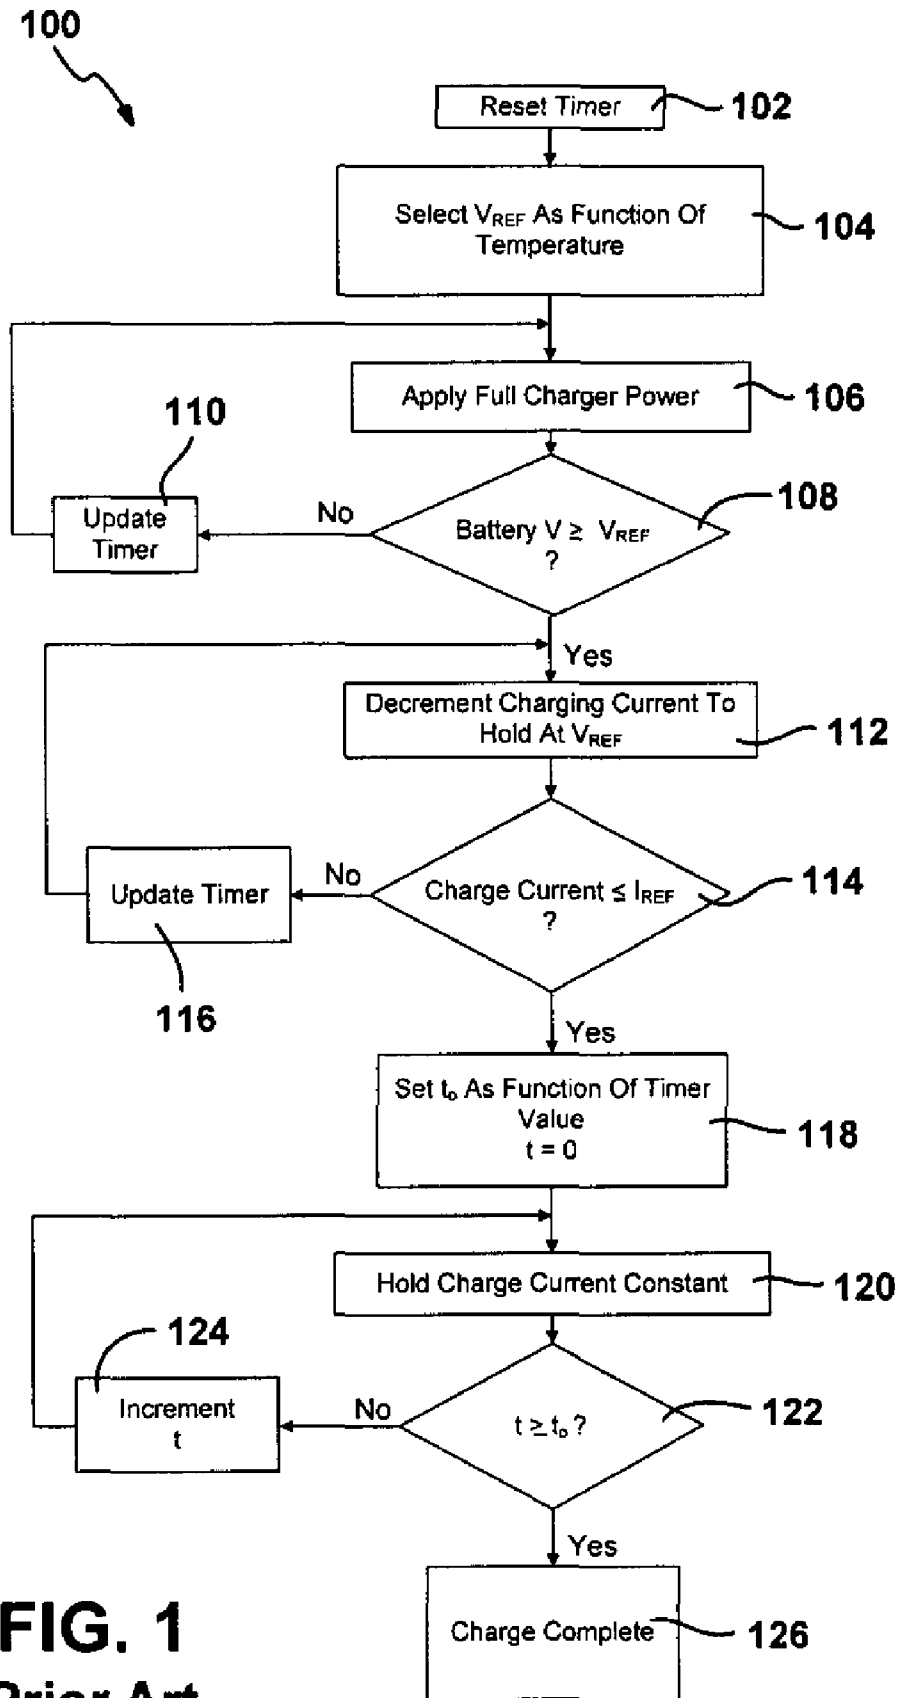 100
Reset Timer
102
Select VREF As Function Of
Temperature
104
Apply Full Charger Power
106
110
Update
Timer
No
Battery V ≥ VREF
?
108
Yes
Decrement Charging Current To
Hold At VREF
112
Update Timer
No
Charge Current ≤ IREF
?
114
116
Yes
Set to As Function Of Timer
Value
t = 0
118
Hold Charge Current Constant
120
124
Increment
t
No
t ≥ to ?
122
Yes
Charge Complete
126
FIG. 1
Prior Art